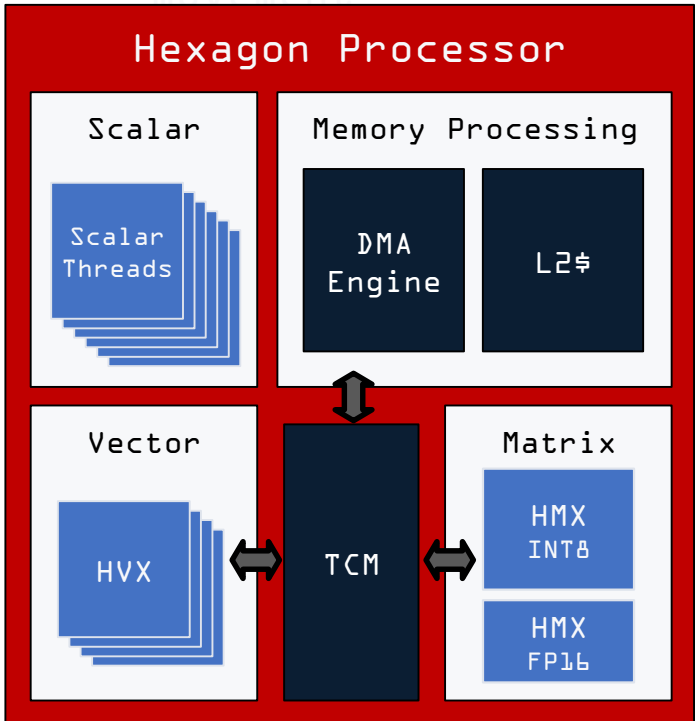 Hexagon Processor
Scalar
Scalar
Threads
Memory Processing
DMA
Engine
L2$
Vector
HVX
TCM
Matrix
HMX
INT8
HMX
FP16